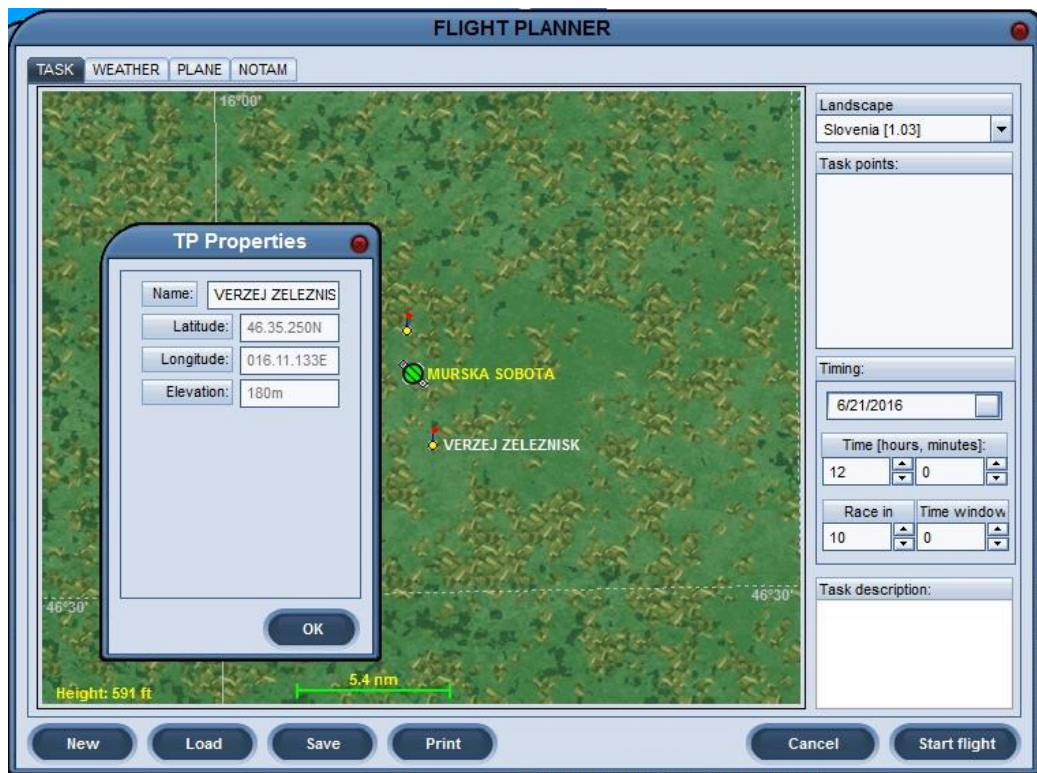 FLIGHT PLANNER
TASK WEATHER PLANE NOTAM
16°00'
Landscape
Slovenia [1.03]
Task points:
TP Properties
Name: VERZEJ ZELEZNIS
Latitude: 46.35.250N
Longitude: 016.11.133E
Elevation: 180m
OK
MURSKA SOBOTA
VERZEJ ZELEZNISK
Timing:
6/21/2016
Time [hours, minutes]:
12 0
Race in Time window
10 0
46°30' 46°30'
Task description:
5.4 nm
Height: 591 ft
New Load Save Print Cancel Start flight